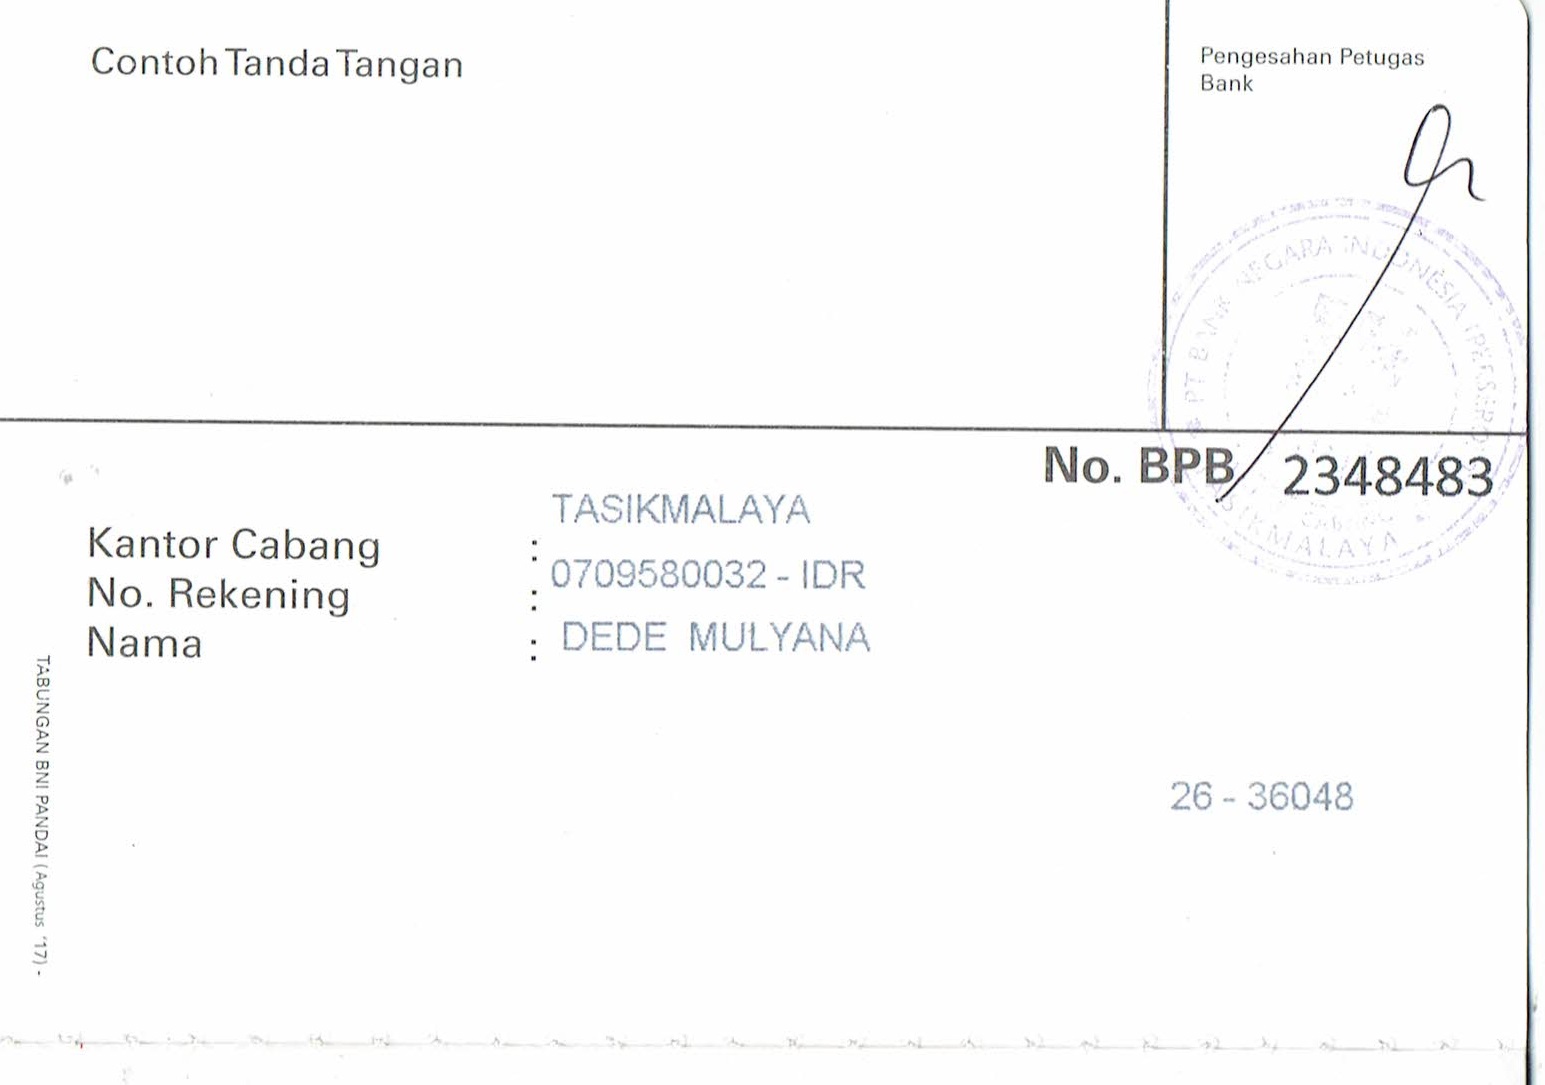 Contoh Tanda Tangan
Pengesahan Petugas
Bank
PT BANK NEGARA INDONESIA (PERSERO)
No. BPB 2348483
TASIKMALAYA
Kantor Cabang :
0709580032 - IDR
No. Rekening :
DEDE MULYANA
Nama :
CABANG
TASIKMALAYA
26 - 36048
TABUNGAN BNI PANDAI (Agustus '17) -